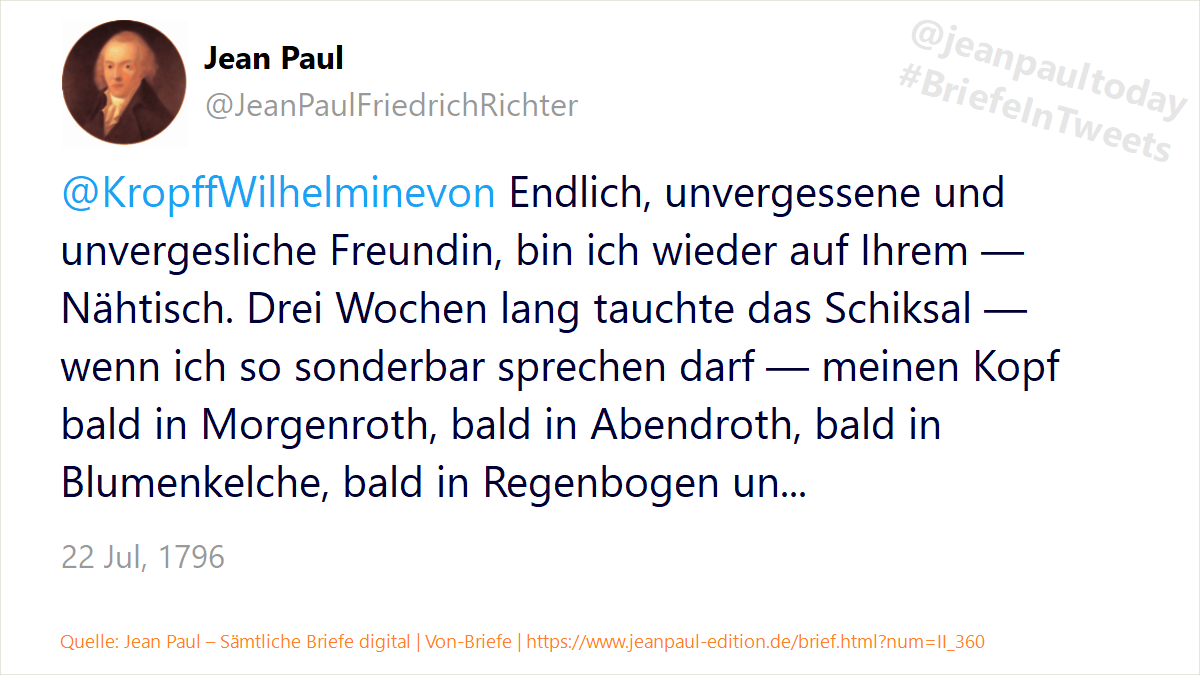 Jean Paul
@JeanPaulFriedrichRichter
@jeanpaultoday
#BriefeInTweets
@KropffWilhelminevon Endlich, unvergessene und
unvergesliche Freundin, bin ich wieder auf Ihrem —
Nähtisch. Drei Wochen lang tauchte das Schiksal —
wenn ich so sonderbar sprechen darf — meinen Kopf
bald in Morgenroth, bald in Abendroth, bald in
Blumenkelche, bald in Regenbogen un...
22 Jul, 1796
Quelle: Jean Paul – Sämtliche Briefe digital | Von-Briefe | https://www.jeanpaul-edition.de/brief.html?num=II_360